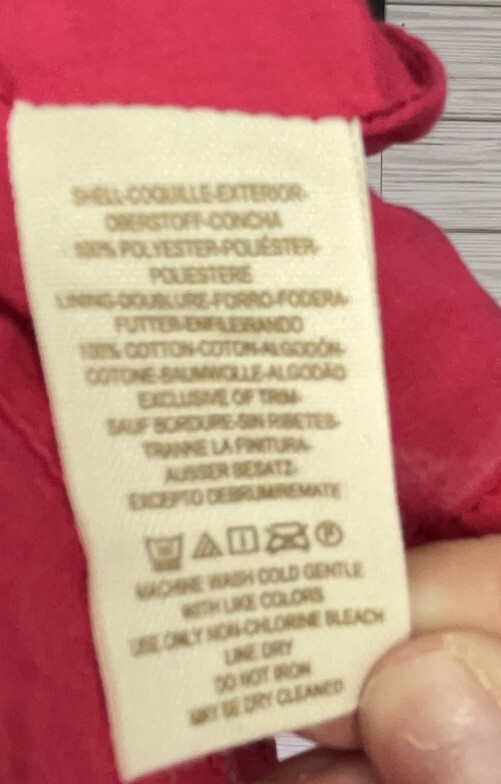 SHELL-COQUILLE-EXTERIOR-
OBERSTOFF-CONCHA
100% POLYESTER-POLIÉSTER-
POLIESTERE
LINING-DOUBLURE-FORRO-FODERA-
FUTTER-ENFILEIRANDO
100% COTTON-COTON-ALGODÓN-
COTONE-BAUMWOLLE-ALGODÃO
EXCLUSIVE OF TRIM-
SAUF BORDURE-SIN RIBETES-
TRANNE LA FINITURA-
AUSSER BESATZ-
EXCEPTO DEBRUM/REMATE
P
MACHINE WASH COLD GENTLE
WITH LIKE COLORS
USE ONLY NON-CHLORINE BLEACH
LINE DRY
DO NOT IRON
MAY BE DRY CLEANED